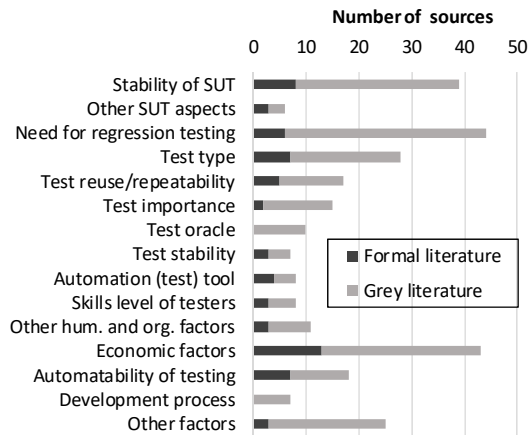 Number of sources
0 10 20 30 40 50
Stability of SUT
Other SUT aspects
Need for regression testing
Test type
Test reuse/repeatability
Test importance
Test oracle
Test stability
Automation (test) tool
Skills level of testers
Other hum. and org. factors
Economic factors
Automatability of testing
Development process
Other factors
Formal literature
Grey literature